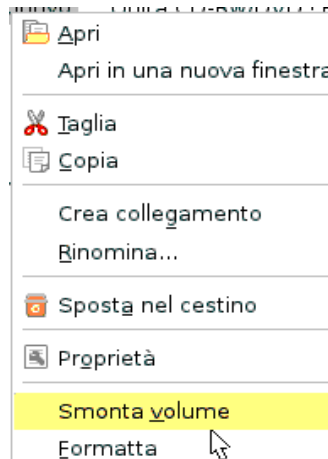 Apri
Apri in una nuova finestra
Taglia
Copia
Crea collegamento
Rinomina...
Sposta nel cestino
Proprietà
Smonta volume
Formatta